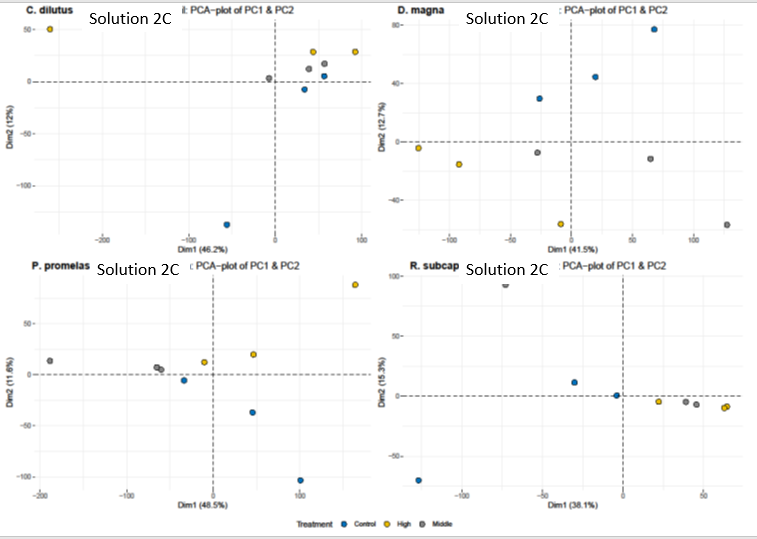 C. dilutus Solution 2C l: PCA-plot of PC1 & PC2
50
0
-50
-100
Dim2 (12%)
-200 -100 0 100
Dim1 (46.2%)
D. magna Solution 2C : PCA-plot of PC1 & PC2
80
40
0
-40
Dim2 (12.7%)
-100 -50 0 50 100
Dim1 (41.5%)
P. promelas Solution 2C : PCA-plot of PC1 & PC2
50
0
-50
-100
Dim2 (11.6%)
-200 -100 0 100
Dim1 (48.5%)
R. subcap Solution 2C PCA-plot of PC1 & PC2
100
50
0
-50
Dim2 (15.3%)
-100 -50 0 50
Dim1 (38.1%)
Treatment Control High Middle